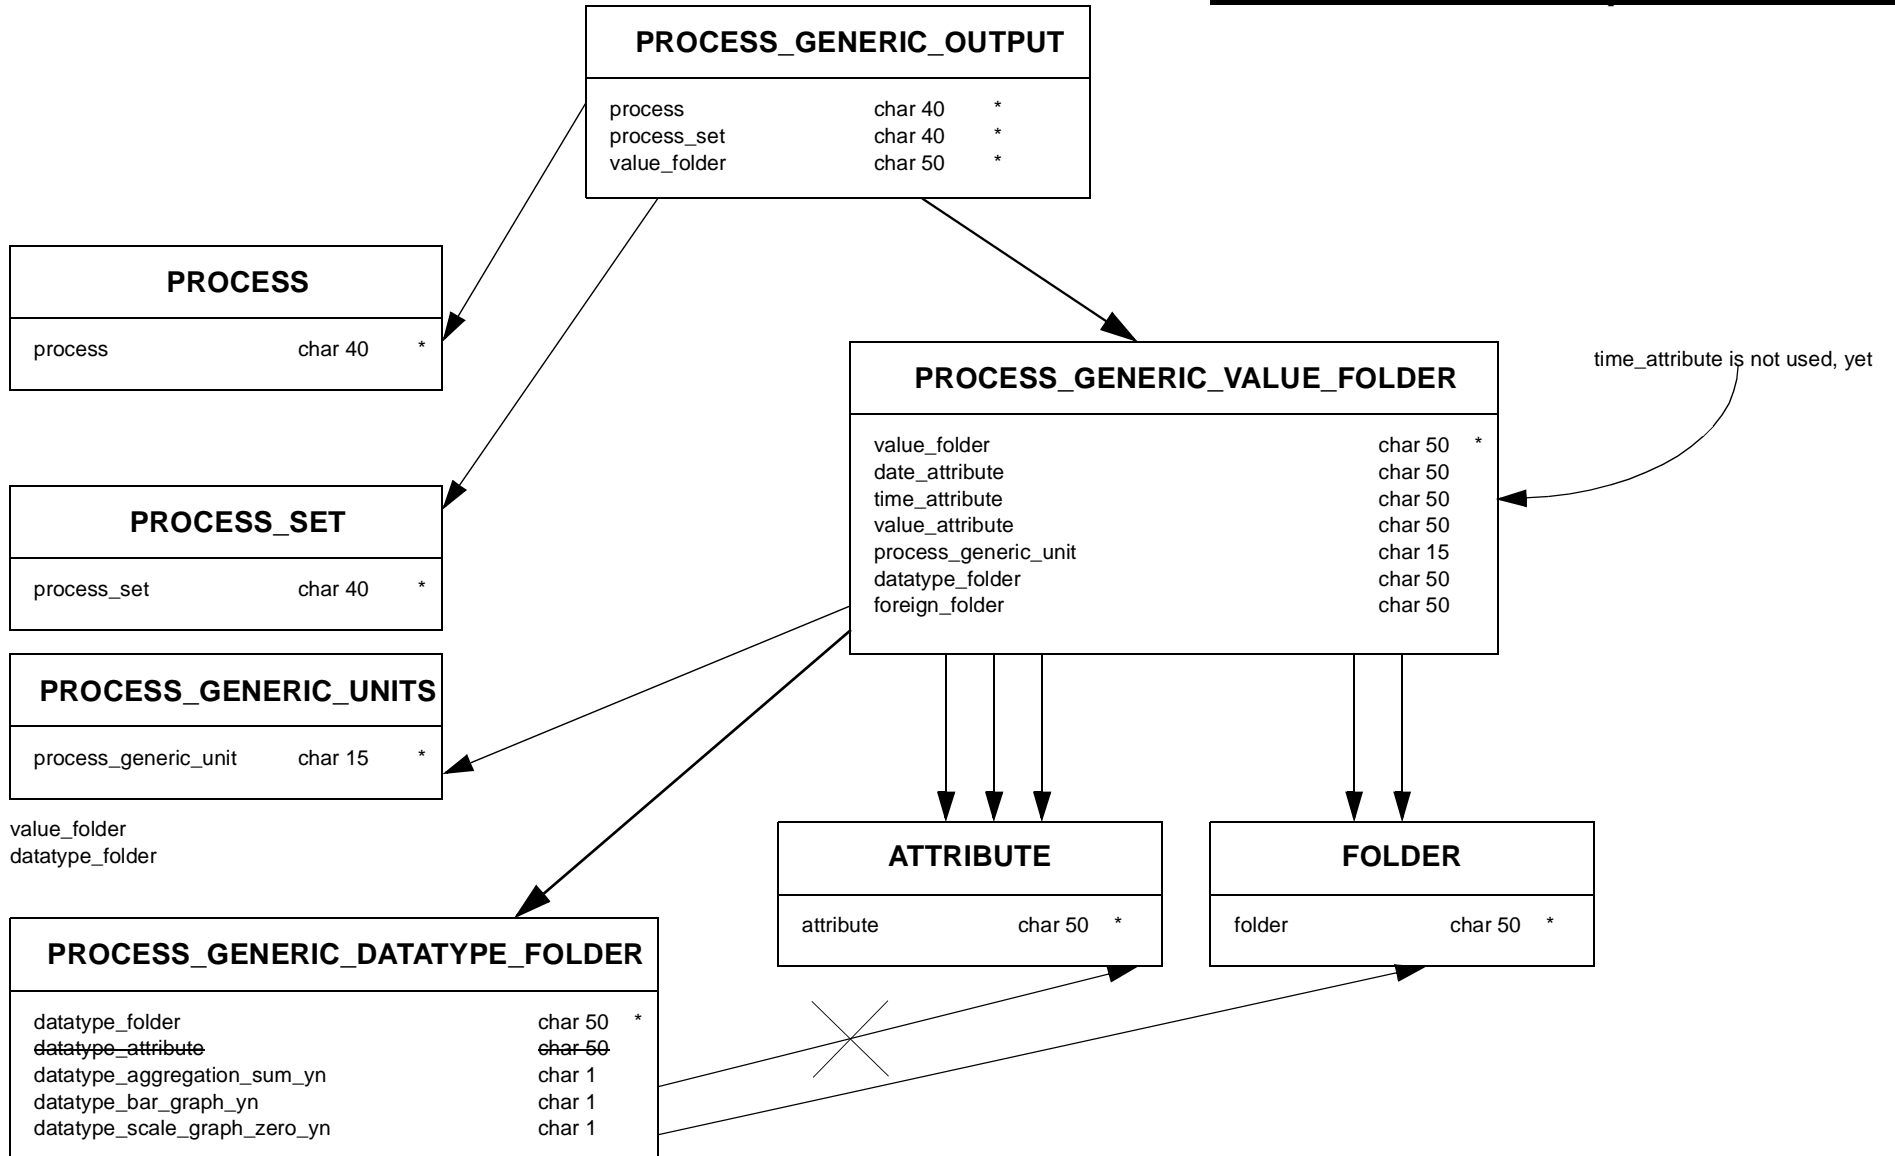 PROCESS_GENERIC_OUTPUT
process char 40 *
process_set char 40 *
value_folder char 50 *
PROCESS
process char 40 *
PROCESS_GENERIC_VALUE_FOLDER
time_attribute is not used, yet
value_folder char 50 *
date_attribute char 50
time_attribute char 50
value_attribute char 50
process_generic_unit char 15
datatype_folder char 50
foreign_folder char 50
PROCESS_SET
process_set char 40 *
PROCESS_GENERIC_UNITS
process_generic_unit char 15 *
value_folder
datatype_folder
ATTRIBUTE
attribute char 50 *
FOLDER
folder char 50 *
PROCESS_GENERIC_DATATYPE_FOLDER
datatype_folder char 50 *
datatype_attribute char 50
datatype_aggregation_sum_yn char 1
datatype_bar_graph_yn char 1
datatype_scale_graph_zero_yn char 1